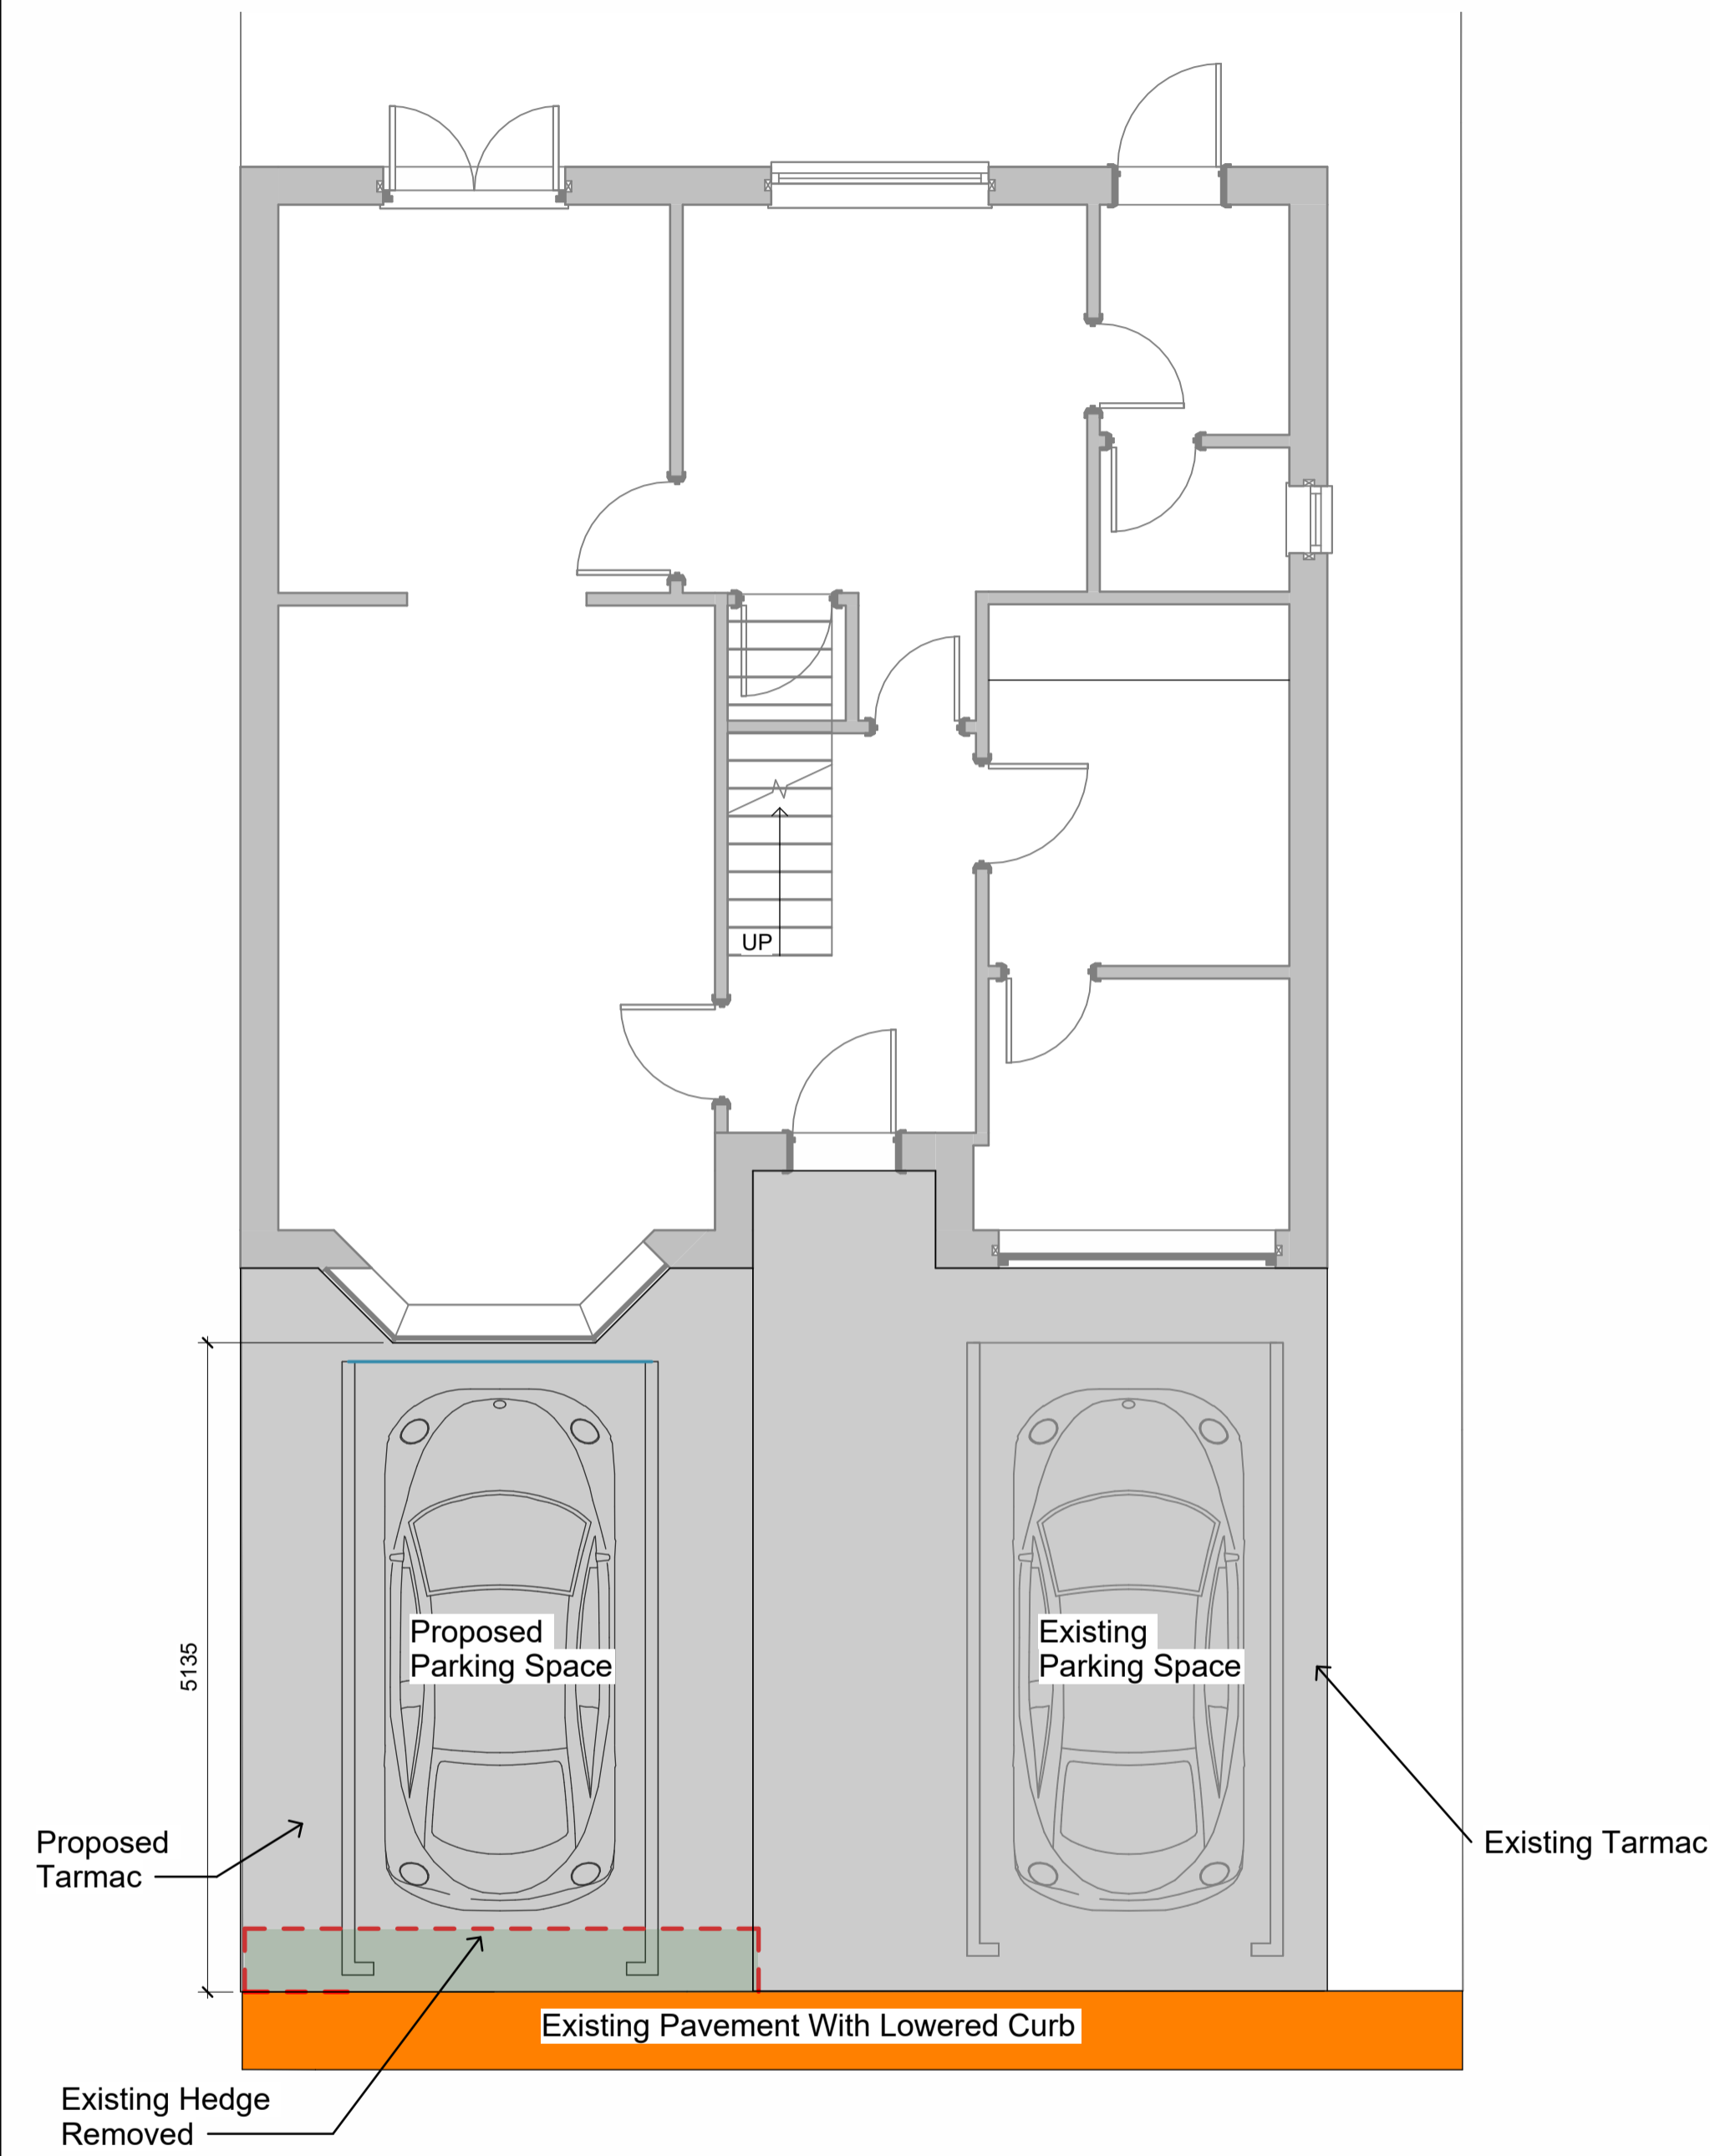 UP
Proposed
Parking Space
Existing
Parking Space
5135
Proposed
Tarmac
Existing Tarmac
Existing Pavement With Lowered Curb
Existing Hedge
Removed